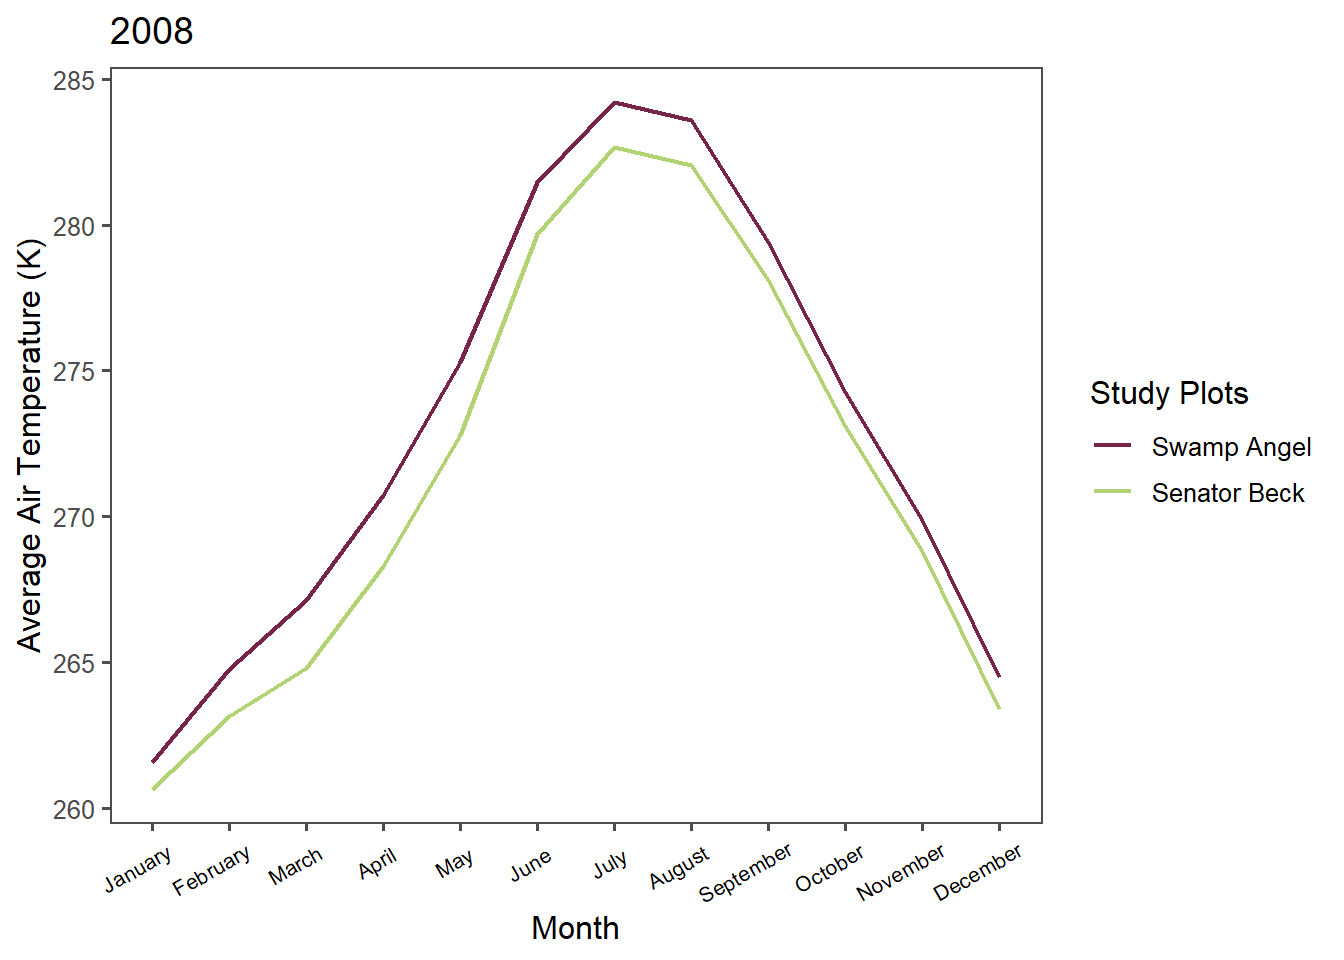 2008
285
280
275
270
265
260
Average Air Temperature (K)
January
February
March
April
May
June
July
August
September
October
November
December
Month
Study Plots
Swamp Angel
Senator Beck